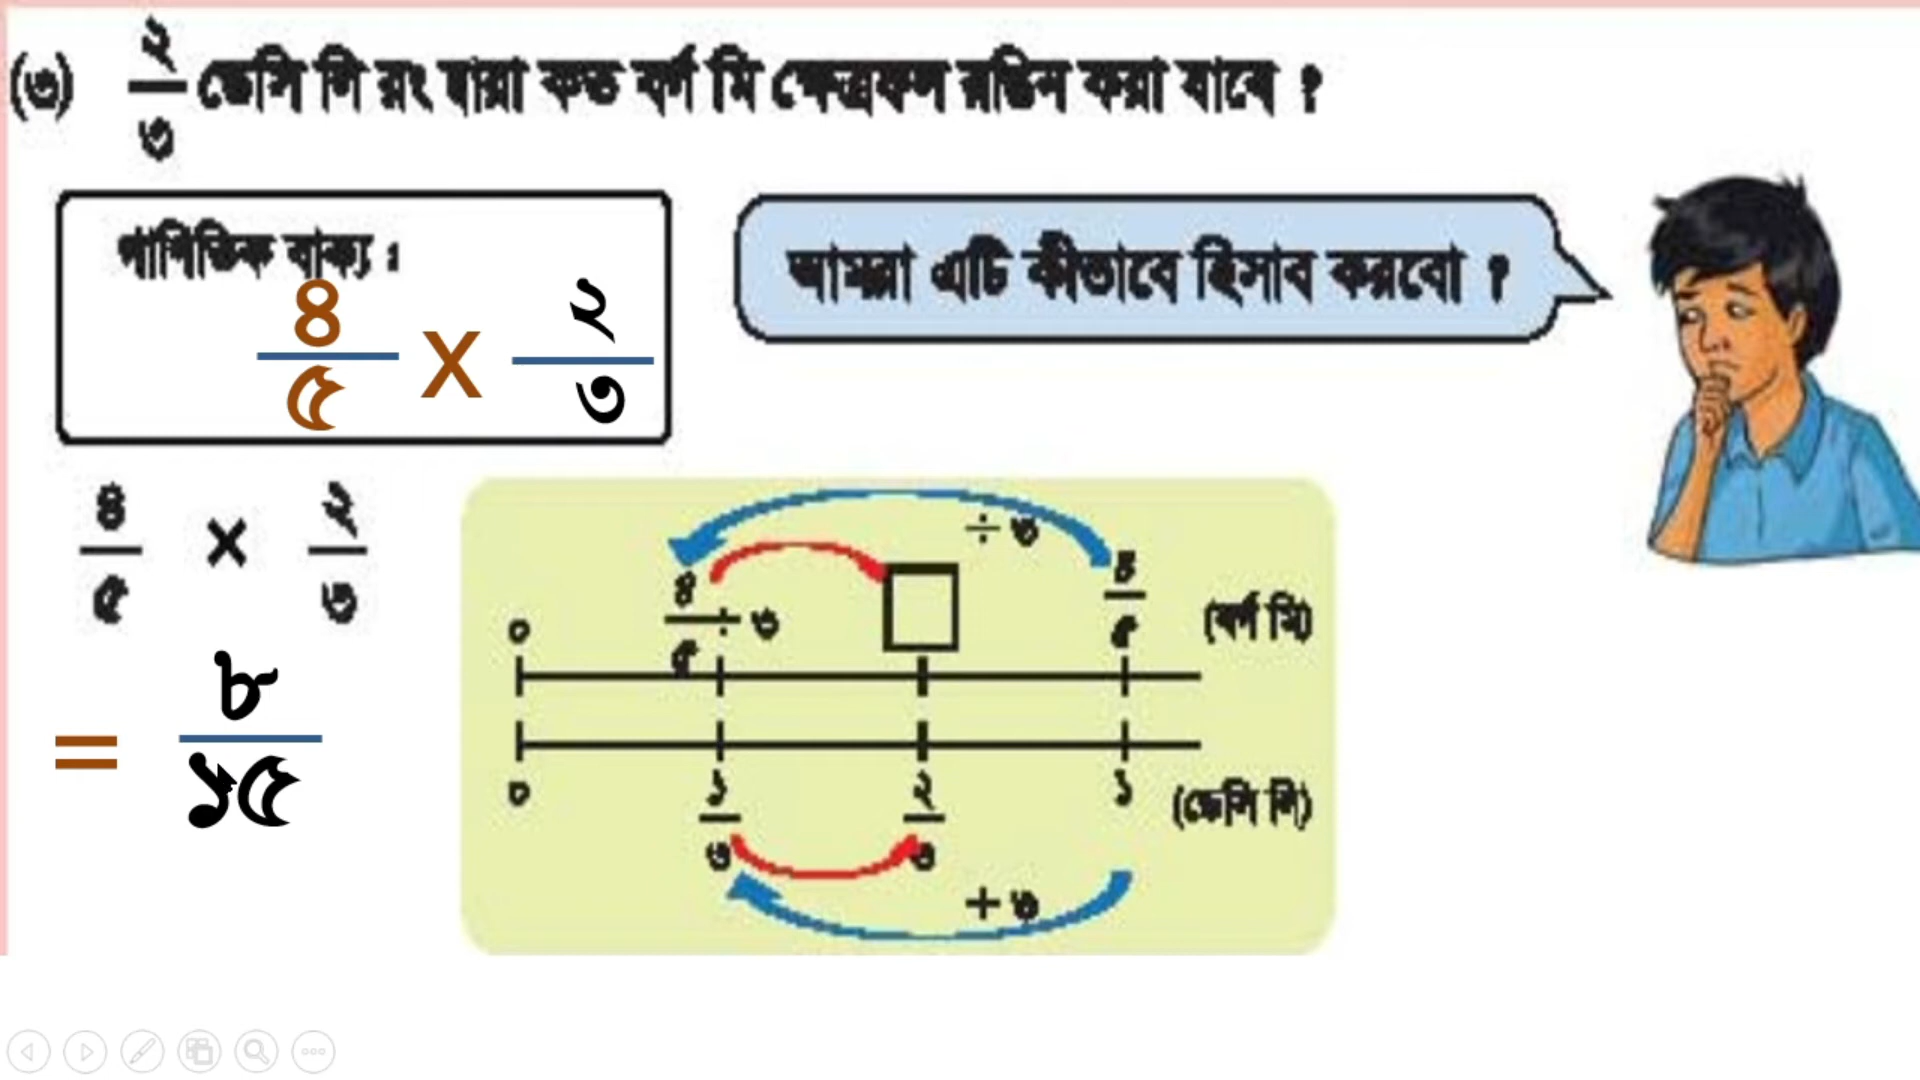 (৩) ২/৩ ডেসি লি রং দ্বারা কত বর্গ মি ক্ষেত্রফল রঙিন করা যাবে ?
গাণিতিক বাক্য :
৪/৫ X ২/৩
আমরা এটি কীভাবে হিসাব করবো ?
৪/৫ × ২/৩
= ৮/১৫
÷ ৩
০ ৪/৫ ÷ ৩ ৪/৫ (বর্গ মি)
০ ১/৩ ২/৩ ১ (ডেসি লি)
÷ ৩